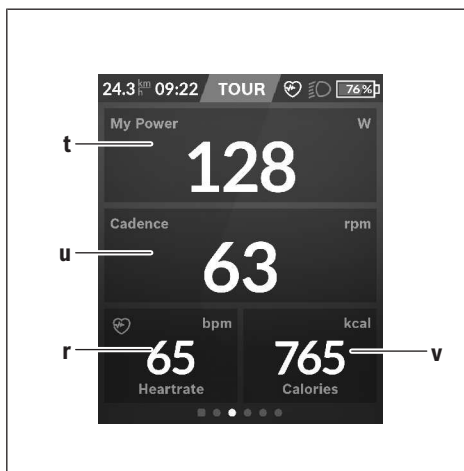 24.3 km/h 09:22 TOUR 76 %
My Power W
t
128
Cadence rpm
u
63
bpm kcal
r 65 765 v
Heartrate Calories